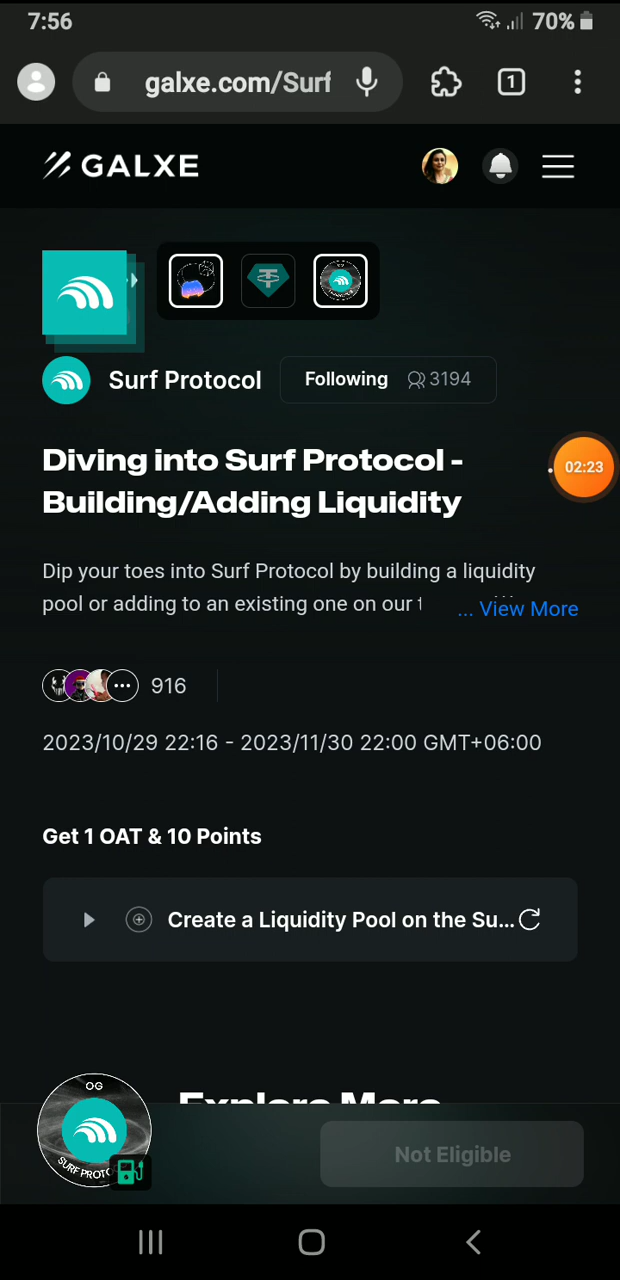 7:56
70%
galxe.com/Surf
1
GALXE
Surf Protocol
Following
3194
Diving into Surf Protocol -
Building/Adding Liquidity
02:23
Dip your toes into Surf Protocol by building a liquidity
pool or adding to an existing one on our
... View More
916
2023/10/29 22:16 - 2023/11/30 22:00 GMT+06:00
Get 1 OAT & 10 Points
Create a Liquidity Pool on the Su...
Explore More
OG
SURF PROTO
Not Eligible